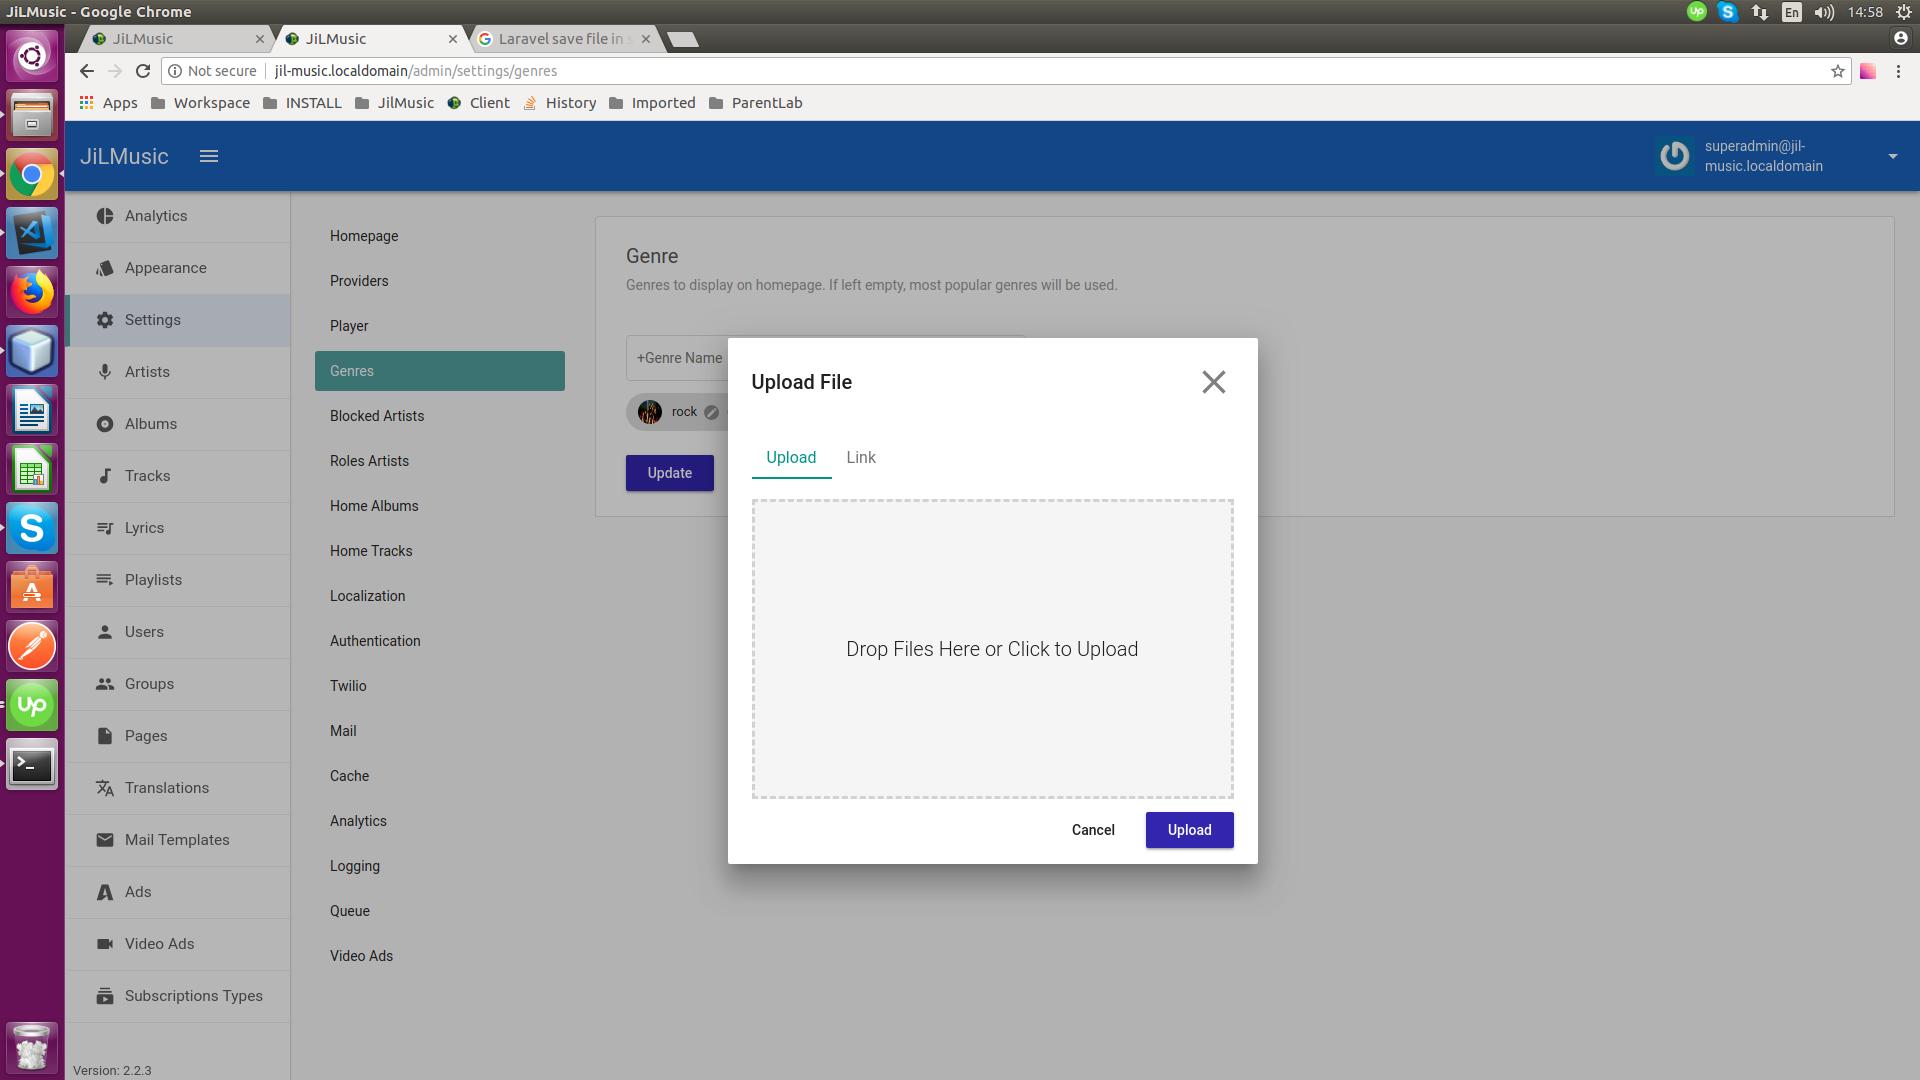 JiLMusic - Google Chrome
En
14:58
JiLMusic
JiLMusic
Laravel save file in
Not secure
jil-music.localdomain/admin/settings/genres
Apps
Workspace
INSTALL
JilMusic
Client
History
Imported
ParentLab
JiLMusic
superadmin@jil-
music.localdomain
Analytics
Appearance
Settings
Artists
Albums
Tracks
Lyrics
Playlists
Users
Groups
Pages
Translations
Mail Templates
Ads
Video Ads
Subscriptions Types
Version: 2.2.3
Homepage
Providers
Player
Genres
Blocked Artists
Roles Artists
Home Albums
Home Tracks
Localization
Authentication
Twilio
Mail
Cache
Analytics
Logging
Queue
Video Ads
Genre
Genres to display on homepage. If left empty, most popular genres will be used.
+Genre Name
rock
Update
Upload File
Upload
Link
Drop Files Here or Click to Upload
Cancel
Upload